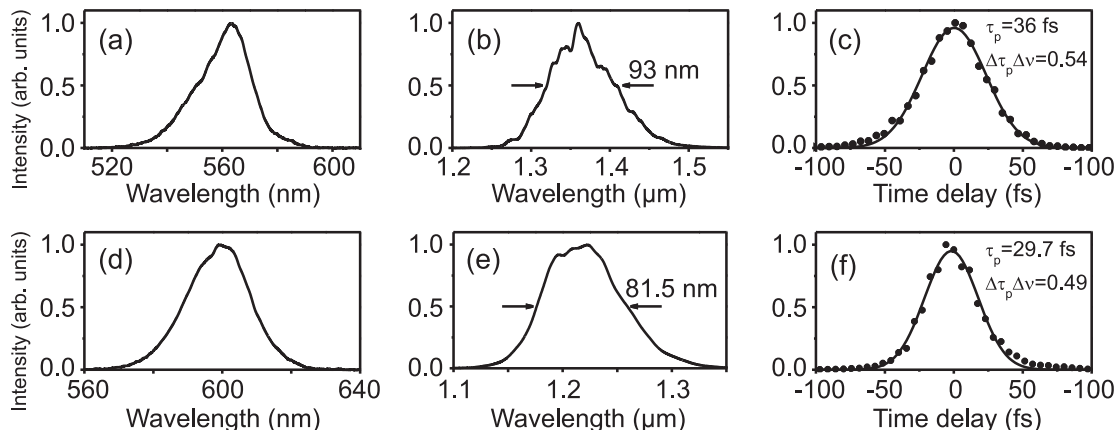 Intensity (arb. units)
1.0
0.5
0.0
(a)
520
560
600
Wavelength (nm)
1.0
0.5
0.0
(b)
93 nm
1.2
1.3
1.4
1.5
Wavelength (μm)
1.0
0.5
0.0
(c)
τp=36 fs
ΔτpΔν=0.54
-100
-50
0
50
-100
Time delay (fs)
Intensity (arb. units)
1.0
0.5
0.0
(d)
560
600
640
Wavelength (nm)
1.0
0.5
0.0
(e)
81.5 nm
1.1
1.2
1.3
Wavelength (μm)
1.0
0.5
0.0
(f)
τp=29.7 fs
ΔτpΔν=0.49
-100
-50
0
50
-100
Time delay (fs)